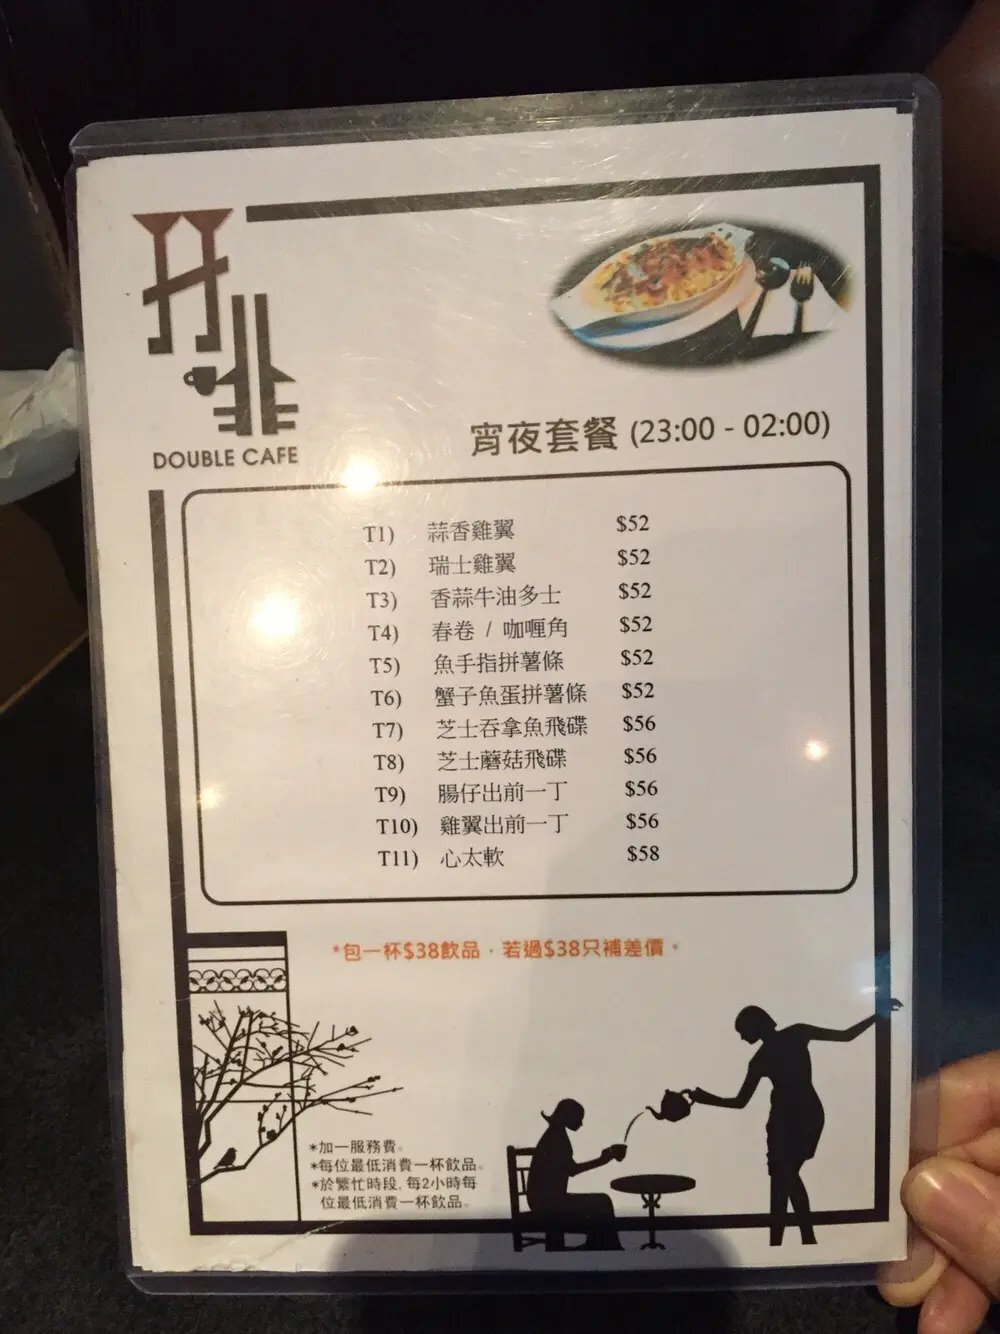 DOUBLE CAFE
宵夜套餐 (23:00 - 02:00)
T1) 蒜香雞翼 $52
T2) 瑞士雞翼 $52
T3) 香蒜牛油多士 $52
T4) 春卷 / 咖喱角 $52
T5) 魚手指拼薯條 $52
T6) 蟹子魚蛋拼薯條 $52
T7) 芝士吞拿魚飛碟 $56
T8) 芝士蘑菇飛碟 $56
T9) 腸仔出前一丁 $56
T10) 雞翼出前一丁 $56
T11) 心太軟 $58
*包一杯$38飲品，若過$38只補差價。
*加一服務費。
*每位最低消費一杯飲品。
*於繁忙時段, 每2小時每
位最低消費一杯飲品。